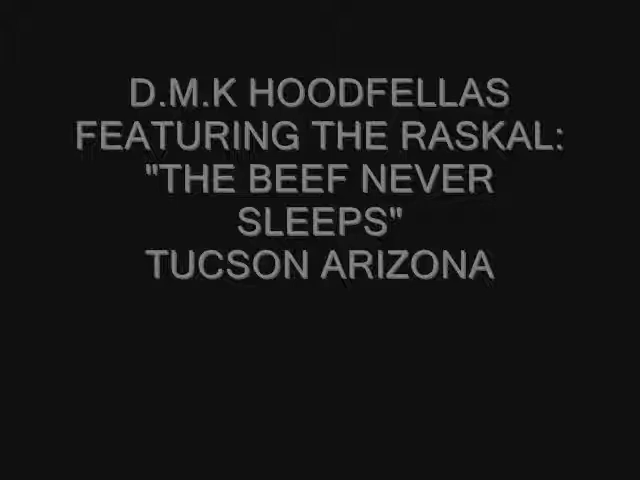 D.M.K HOODFELLAS
FEATURING THE RASKAL:
"THE BEEF NEVER
SLEEPS"
TUCSON ARIZONA